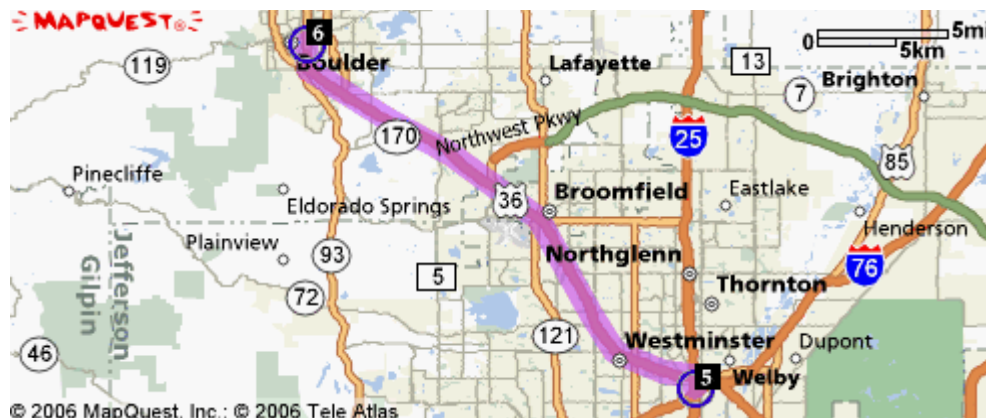 MAPQUEST®
6
0
5mi
5km
119
Boulder
Lafayette
13
Brighton
7
170
Northwest Pkwy
25
85
Pinecliffe
36
Broomfield
Eastlake
Eldorado Springs
Henderson
Jefferson
Gilpin
Plainview
93
5
Northglenn
76
72
Thornton
121
Westminster
Dupont
46
5
Welby
© 2006 MapQuest, Inc.; © 2006 Tele Atlas